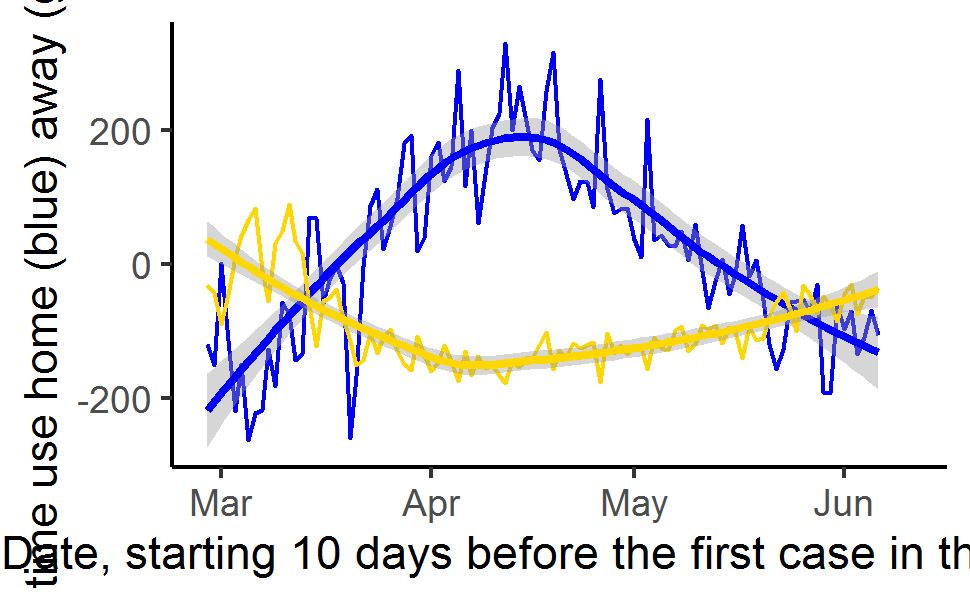 time use home (blue) away (
200
0
-200
Mar Apr May Jun
Date, starting 10 days before the first case in th